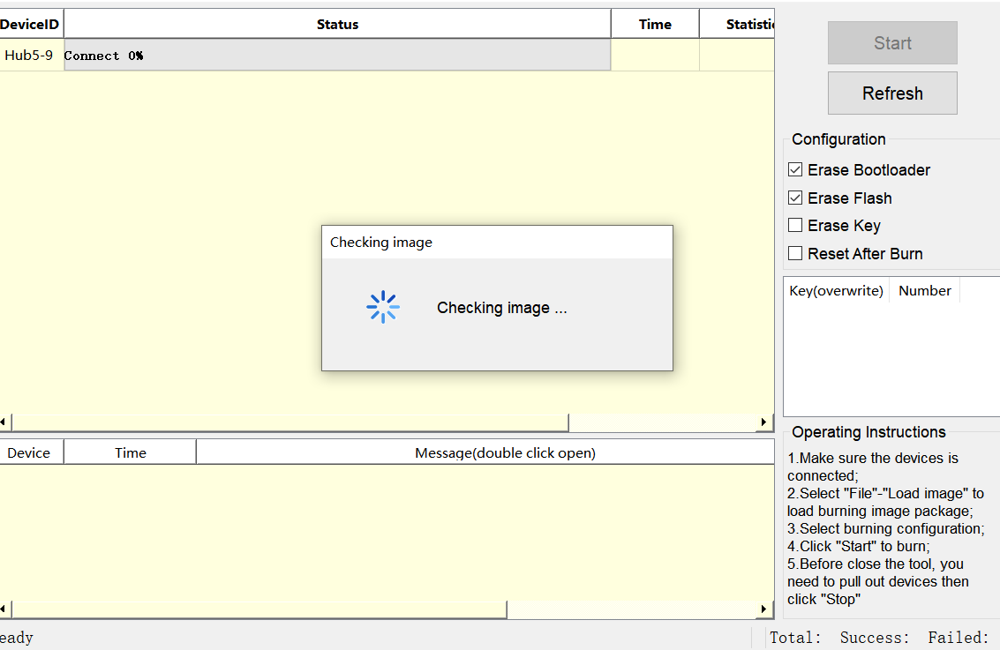 DeviceID Status Time Statistic
Hub5-9 Connect 0%
Start
Refresh
Configuration
Erase Bootloader
Erase Flash
Erase Key
Reset After Burn
Checking image
Checking image ...
Key(overwrite) Number
Device Time Message(double click open)
Operating Instructions
1.Make sure the devices is
connected;
2.Select "File"-"Load image" to
load burning image package;
3.Select burning configuration;
4.Click "Start" to burn;
5.Before close the tool, you
need to pull out devices then
click "Stop"
eady Total: Success: Failed: